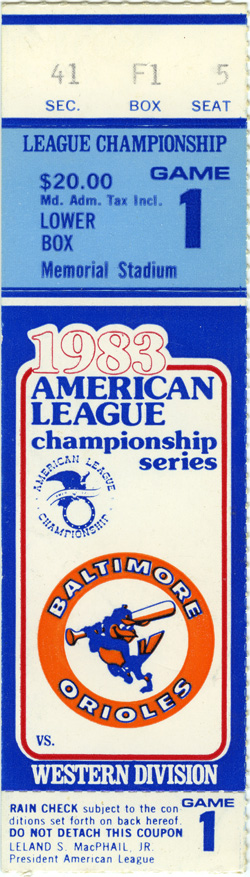 41 F1 5
SEC. BOX SEAT
LEAGUE CHAMPIONSHIP
$20.00 GAME
Md. Adm. Tax Incl. 1
LOWER
BOX
Memorial Stadium
1983
AMERICAN
LEAGUE
championship
series
AMERICAN LEAGUE
CHAMPIONSHIP
BALTIMORE
ORIOLES
VS.
WESTERN DIVISION
RAIN CHECK subject to the con-
ditions set forth on back hereof.
DO NOT DETACH THIS COUPON
LELAND S. MacPHAIL, JR.
President American League
GAME
1